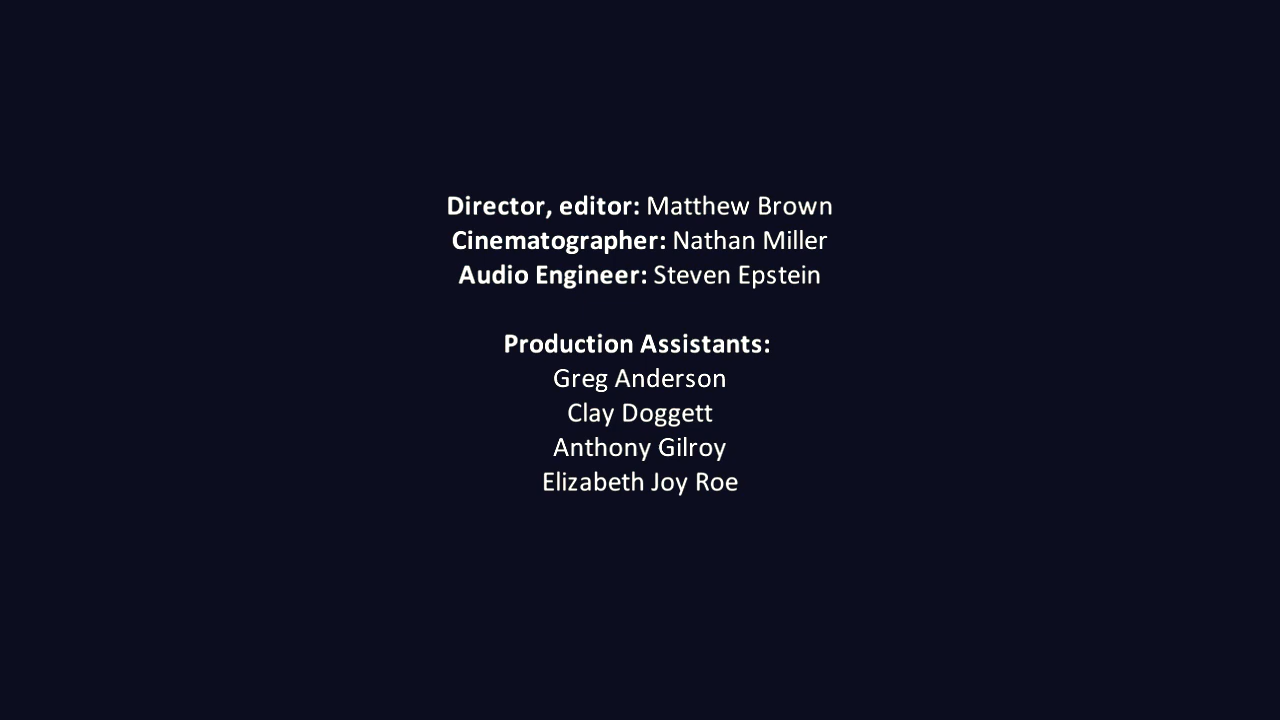 Director, editor: Matthew Brown
Cinematographer: Nathan Miller
Audio Engineer: Steven Epstein
Production Assistants:
Greg Anderson
Clay Doggett
Anthony Gilroy
Elizabeth Joy Roe